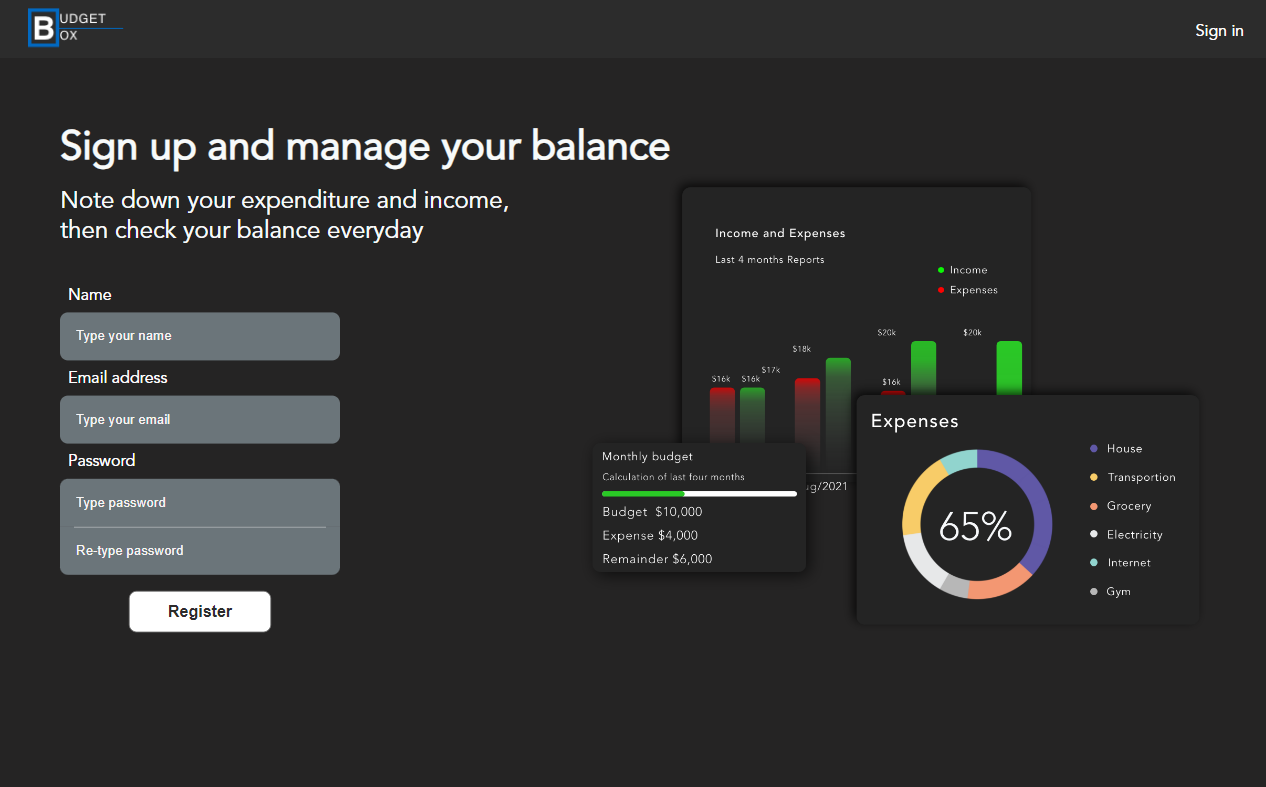 BUDGET
BOX
Sign in
Sign up and manage your balance
Note down your expenditure and income,
then check your balance everyday
Name
Type your name
Email address
Type your email
Password
Type password
Re-type password
Register
Income and Expenses
Last 4 months Reports
Income
Expenses
$16k
$16k
$17k
$18k
$20k
$16k
$20k
ug/2021
Monthly budget
Calculation of last four months
Budget $10,000
Expense $4,000
Remainder $6,000
Expenses
65%
House
Transportion
Grocery
Electricity
Internet
Gym